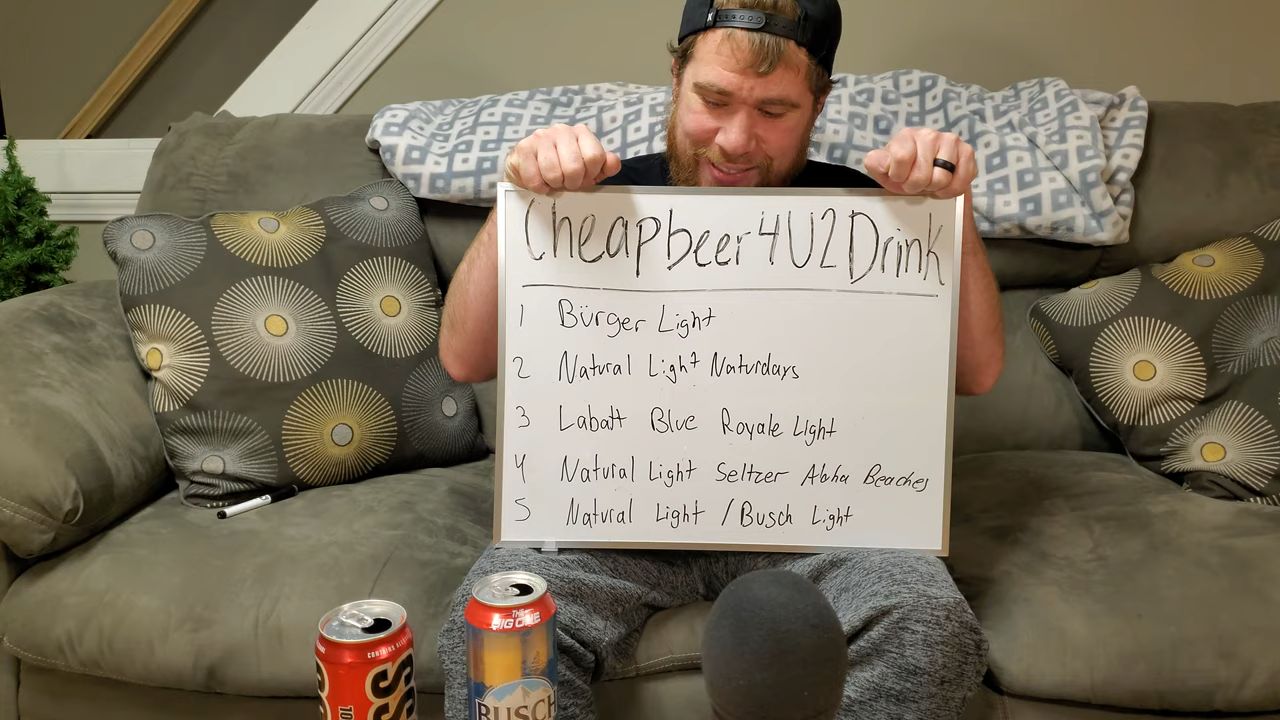 Cheapbeer4U2Drink
1 Bürger Light
2 Natural Light Naturdays
3 Labatt Blue Royale Light
4 Natural Light Seltzer Aloha Beaches
5 Natural Light / Busch Light
THE
BIG ONE
BUSCH
CONTAINS